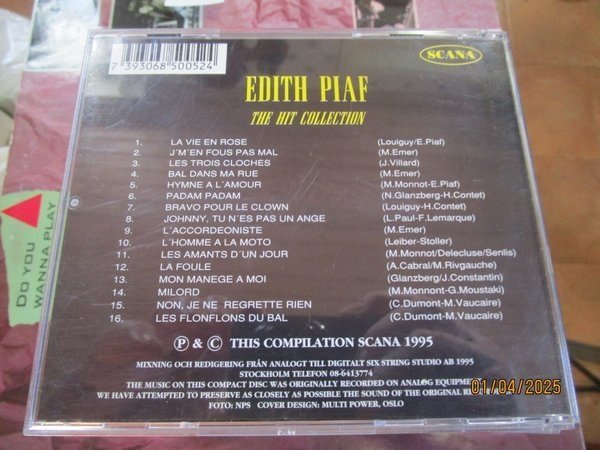 7 393068 500524
SCANA
EDITH PIAF
THE HIT COLLECTION
1. LA VIE EN ROSE (Louiguy/E.Piaf)
2. J´M´EN FOUS PAS MAL (M.Emer)
3. LES TROIS CLOCHES (J.Villard)
4. BAL DANS MA RUE (M.Emer)
5. HYMNE A L´AMOUR (M.Monnot-E.Piaf)
6. PADAM PADAM (N.Glanzberg-H.Contet)
7. BRAVO POUR LE CLOWN (Louiguy-H.Contet)
8. JOHNNY, TU N´ES PAS UN ANGE (L.Paul-F.Lemarque)
9. L´ACCORDEONISTE (M.Emer)
10. L´HOMME A LA MOTO (Leiber-Stoller)
11. LES AMANTS D´UN JOUR (M.Monnot/Delecluse/Senlis)
12. LA FOULE (A.Cabral/M.Rivgauche)
13. MON MANEGE A MOI (Glanzberg/J.Constantin)
14. MILORD (M.Monnont-G.Moustaki)
15. NON, JE NE REGRETTE RIEN (C.Dumont-M.Vaucaire)
16. LES FLONFLONS DU BAL (C.Dumont-M.Vaucaire)
P & C THIS COMPILATION SCANA 1995
MIXNING OCH REDIGERING FRÅN ANALOGT TILL DIGITALT SIX STRING STUDIO AB 1995
STOCKHOLM TELEFON 08-6413774
THE MUSIC ON THIS COMPACT DISC WAS ORIGINALLY RECORDED ON ANALOG EQUIPMENT
WE HAVE ATTEMPTED TO PRESERVE AS CLOSELY AS POSSIBLE THE SOUND OF THE ORIGINAL
FOTO: NPS COVER DESIGN: MULTI POWER, OSLO
DO YOU
WANNA PLAY
01/04/2025